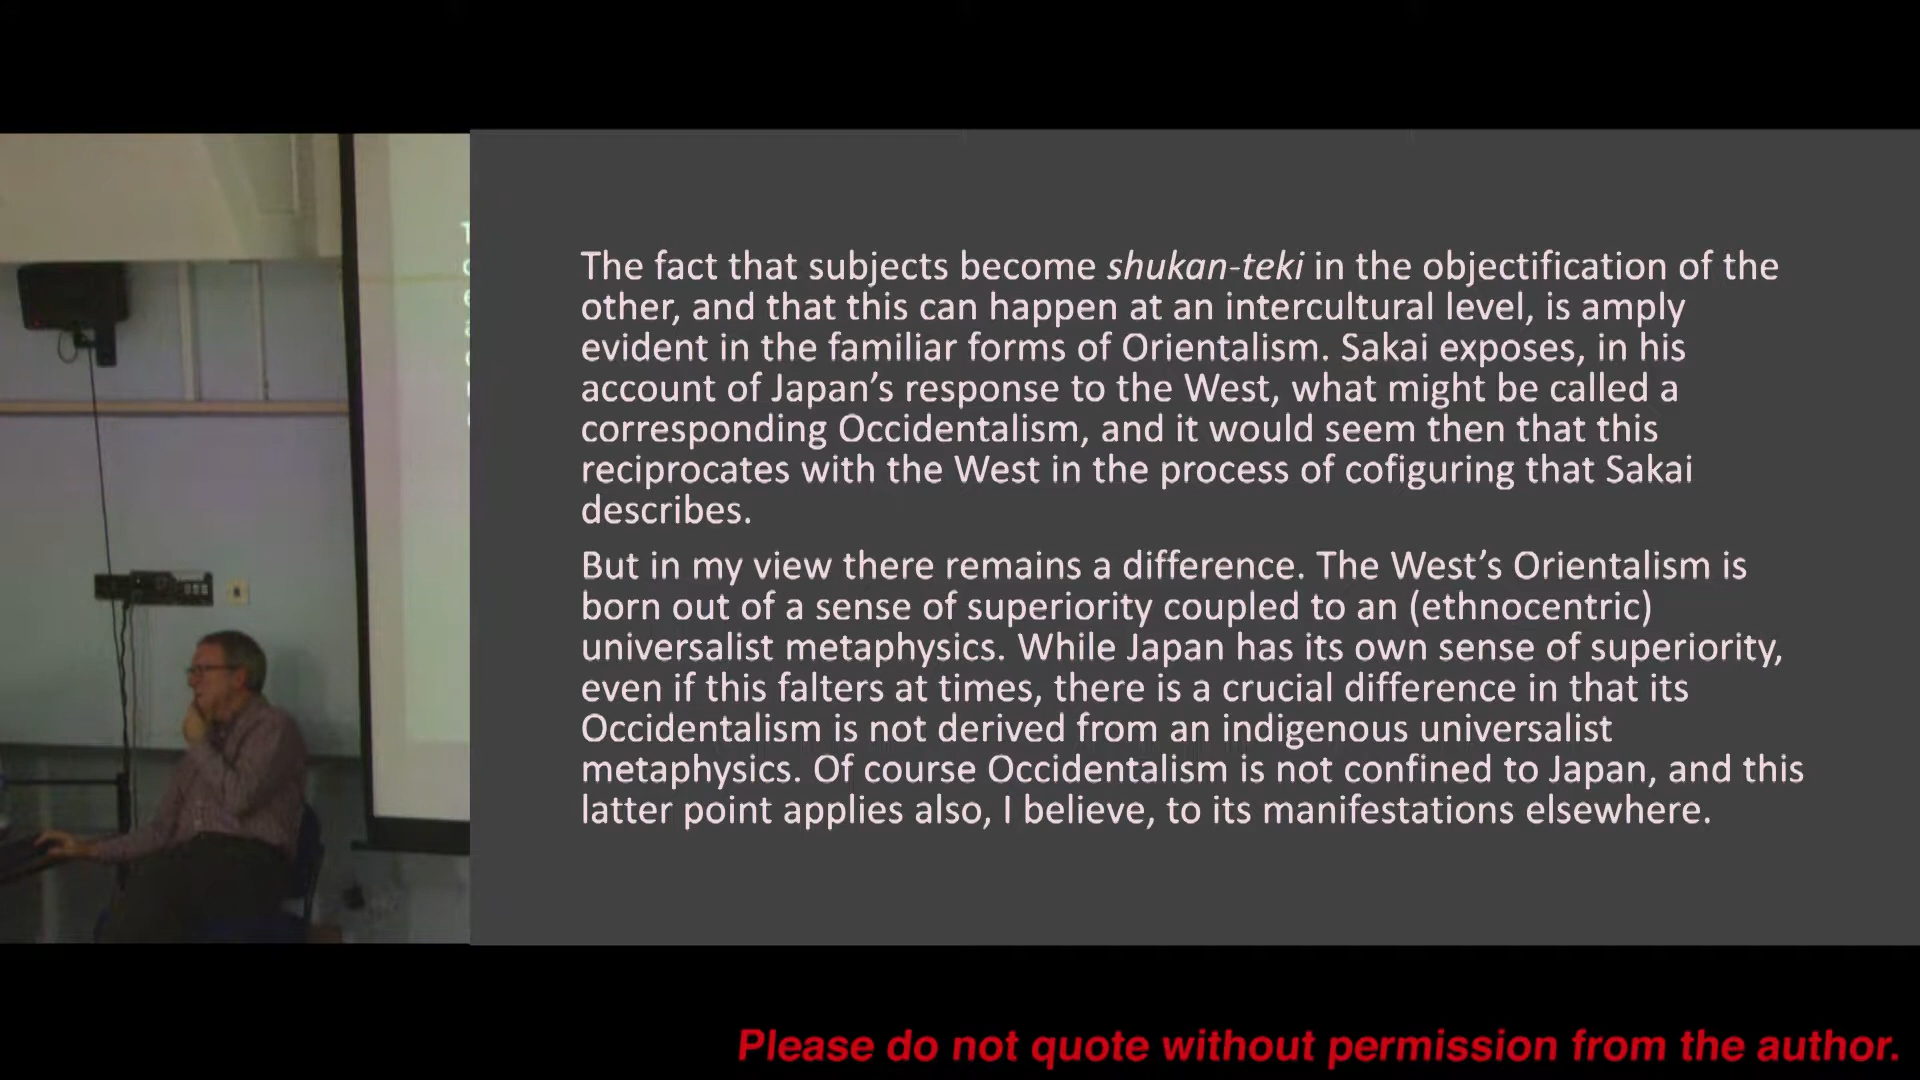 The fact that subjects become shukan-teki in the objectification of the
other, and that this can happen at an intercultural level, is amply
evident in the familiar forms of Orientalism. Sakai exposes, in his
account of Japan’s response to the West, what might be called a
corresponding Occidentalism, and it would seem then that this
reciprocates with the West in the process of cofiguring that Sakai
describes.
But in my view there remains a difference. The West’s Orientalism is
born out of a sense of superiority coupled to an (ethnocentric)
universalist metaphysics. While Japan has its own sense of superiority,
even if this falters at times, there is a crucial difference in that its
Occidentalism is not derived from an indigenous universalist
metaphysics. Of course Occidentalism is not confined to Japan, and this
latter point applies also, I believe, to its manifestations elsewhere.
Please do not quote without permission from the author.